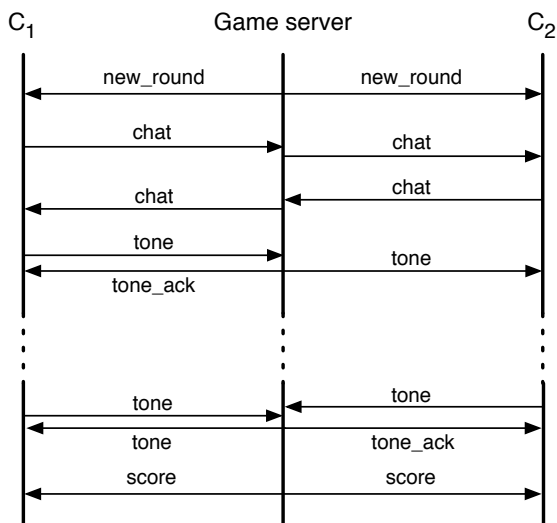 C1 Game server C2
new_round new_round
chat
chat
chat
chat
tone
tone
tone_ack
tone
tone
tone
tone_ack
score score